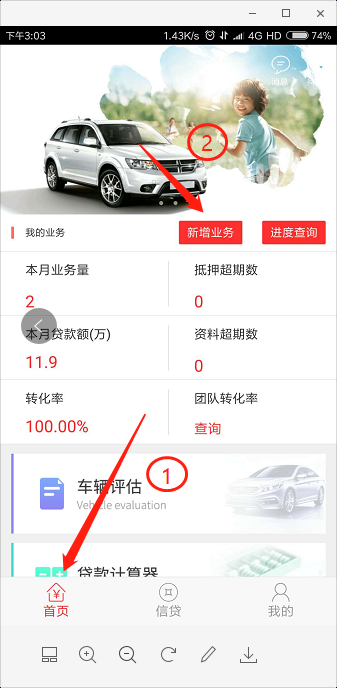 下午3:03 1.43K/s 4G HD 74%
消息
②
我的业务 新增业务 进度查询
本月业务量 抵押超期数
2 0
本月贷款额(万) 资料超期数
11.9 0
转化率 团队转化率
100.00% 查询
①
车辆评估
Vehicle evaluation
贷款计算器
首页 信贷 我的